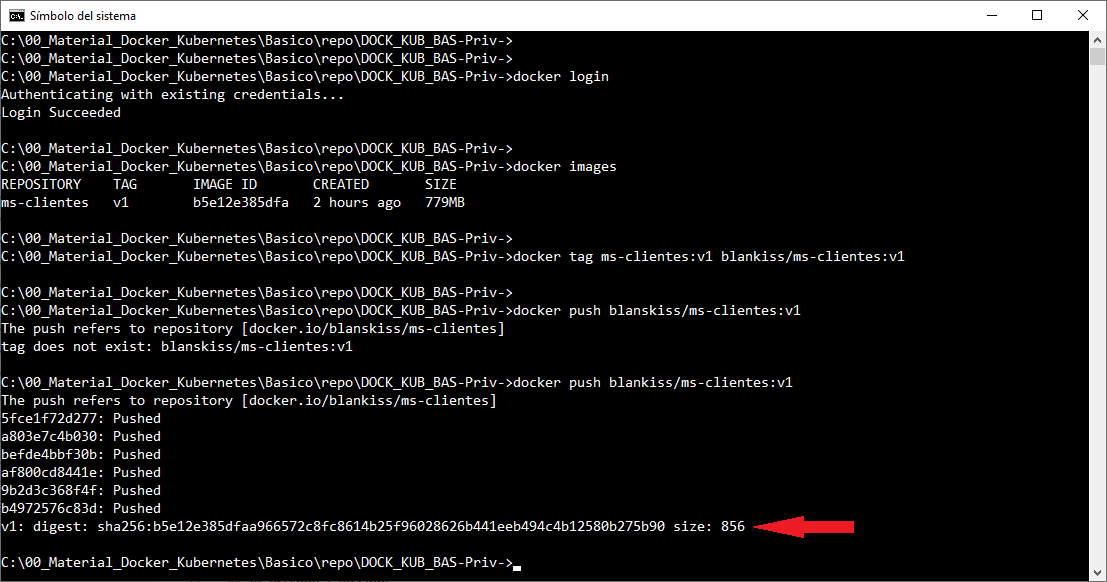 Símbolo del sistema
C:\00_Material_Docker_Kubernetes\Basico\repo\DOCK_KUB_BAS-Priv->
C:\00_Material_Docker_Kubernetes\Basico\repo\DOCK_KUB_BAS-Priv->
C:\00_Material_Docker_Kubernetes\Basico\repo\DOCK_KUB_BAS-Priv->docker login
Authenticating with existing credentials...
Login Succeeded
C:\00_Material_Docker_Kubernetes\Basico\repo\DOCK_KUB_BAS-Priv->
C:\00_Material_Docker_Kubernetes\Basico\repo\DOCK_KUB_BAS-Priv->docker images
REPOSITORY    TAG       IMAGE ID       CREATED       SIZE
ms-clientes   v1        b5e12e385dfa   2 hours ago   779MB
C:\00_Material_Docker_Kubernetes\Basico\repo\DOCK_KUB_BAS-Priv->
C:\00_Material_Docker_Kubernetes\Basico\repo\DOCK_KUB_BAS-Priv->docker tag ms-clientes:v1 blankiss/ms-clientes:v1
C:\00_Material_Docker_Kubernetes\Basico\repo\DOCK_KUB_BAS-Priv->
C:\00_Material_Docker_Kubernetes\Basico\repo\DOCK_KUB_BAS-Priv->docker push blanskiss/ms-clientes:v1
The push refers to repository [docker.io/blanskiss/ms-clientes]
tag does not exist: blanskiss/ms-clientes:v1
C:\00_Material_Docker_Kubernetes\Basico\repo\DOCK_KUB_BAS-Priv->docker push blankiss/ms-clientes:v1
The push refers to repository [docker.io/blankiss/ms-clientes]
5fce1f72d277: Pushed
a803e7c4b030: Pushed
befde4bbf30b: Pushed
af800cd8441e: Pushed
9b2d3c368f4f: Pushed
b4972576c83d: Pushed
v1: digest: sha256:b5e12e385dfaa966572c8fc8614b25f96028626b441eeb494c4b12580b275b90 size: 856
C:\00_Material_Docker_Kubernetes\Basico\repo\DOCK_KUB_BAS-Priv->